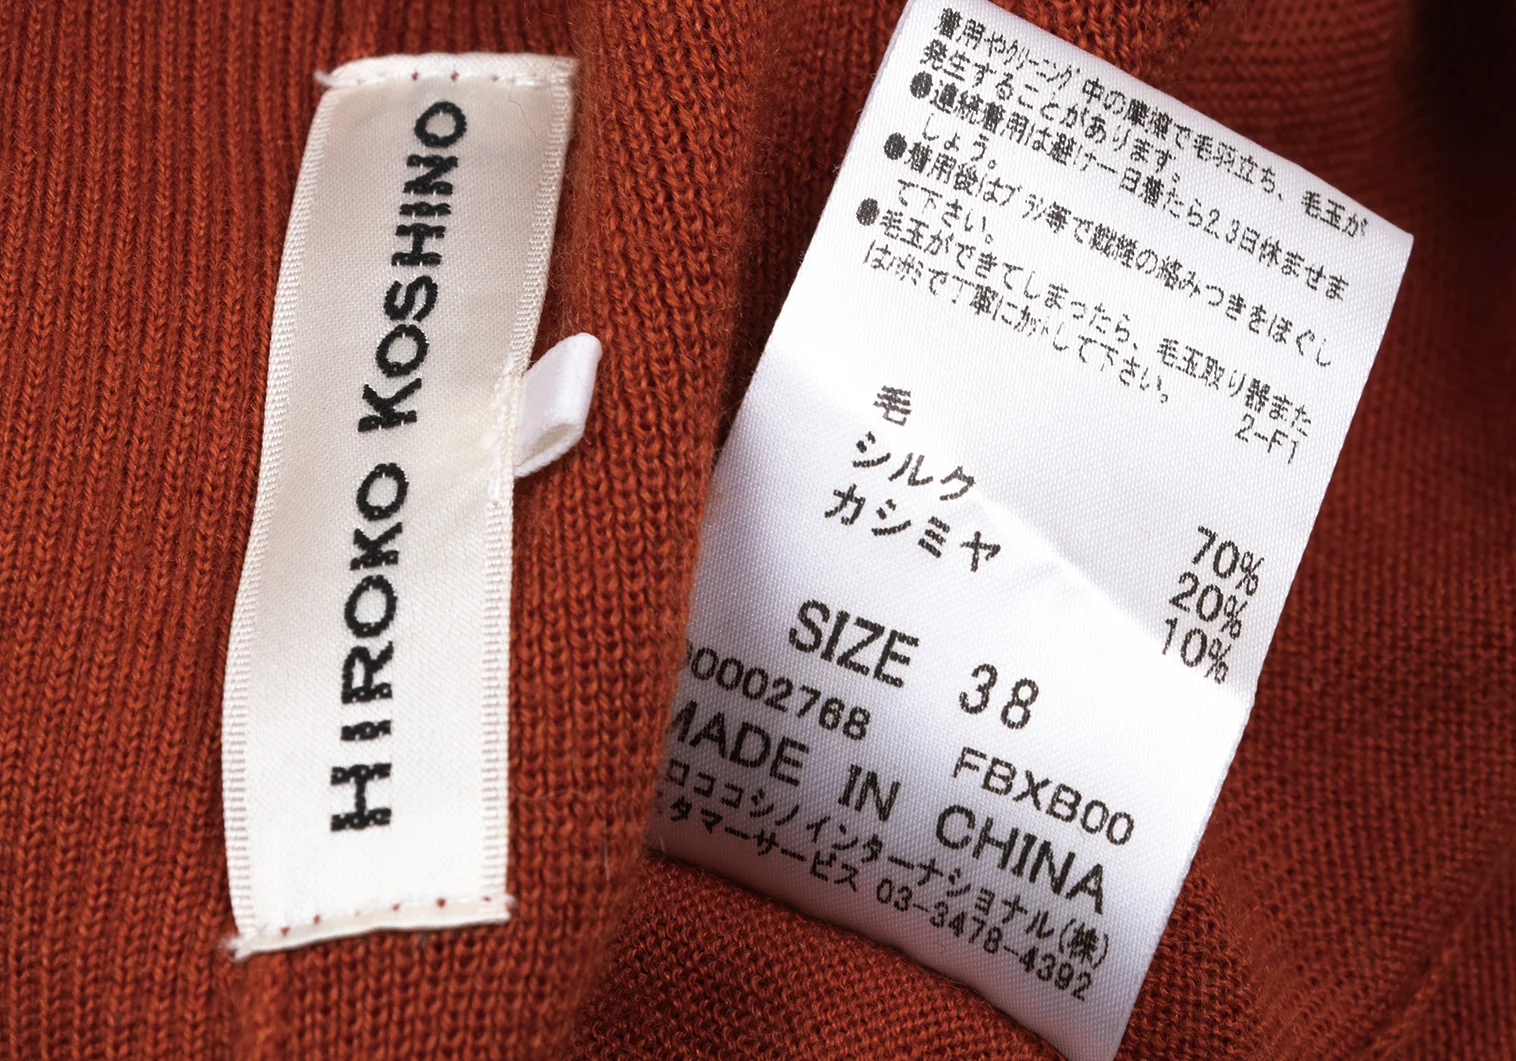 HIROKO KOSHINO
着用やクリーニング中の摩擦で毛羽立ち、毛玉が
発生することがあります。
●連続着用は避け一日着たら2.3日休ませま
しょう。
●着用後はブラシ等で繊維の絡みつきをほぐし
て下さい。
●毛玉ができてしまったら、毛玉取り器また
はハサミで丁寧にカットして下さい。
2-F1
毛 70%
シルク 20%
カシミヤ 10%
SIZE 38
0002768 FBXB00
MADE IN CHINA
ロココシノインターナショナル(株)
タマーサービス 03-3478-4392